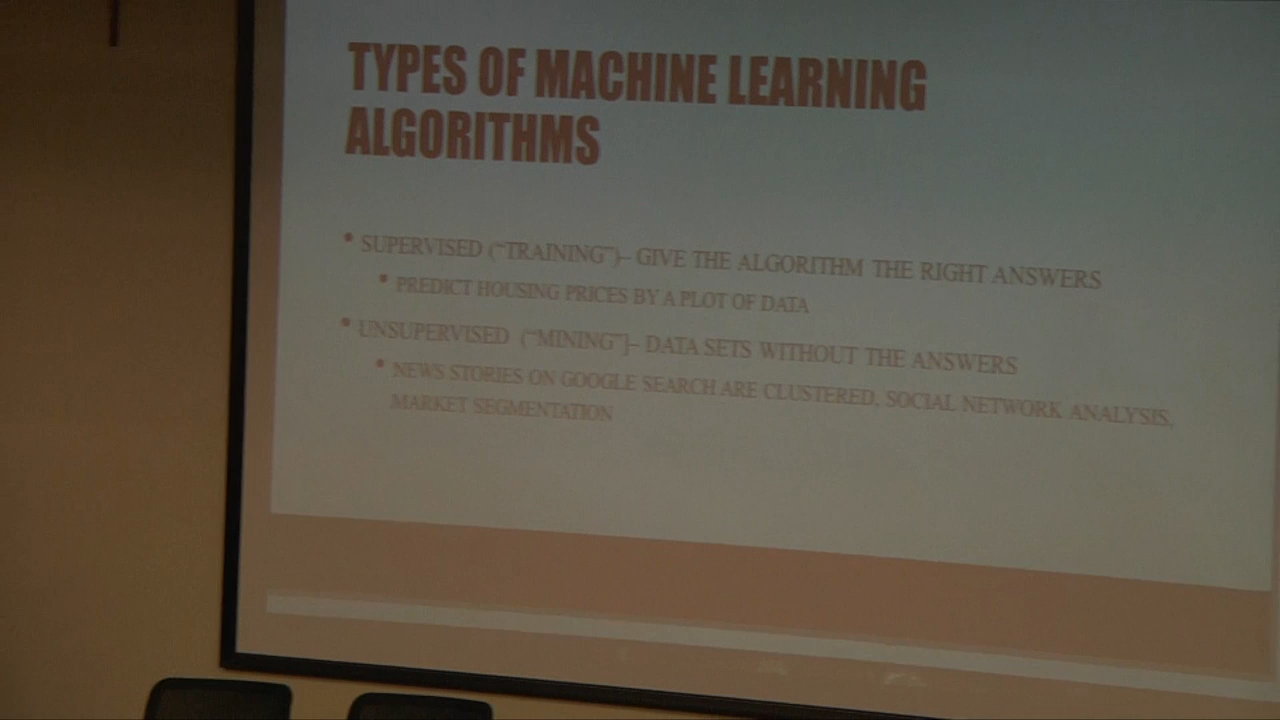 TYPES OF MACHINE LEARNING
ALGORITHMS
• SUPERVISED ("TRAINING")– GIVE THE ALGORITHM THE RIGHT ANSWERS
• PREDICT HOUSING PRICES BY A PLOT OF DATA
• UNSUPERVISED ("MINING"]– DATA SETS WITHOUT THE ANSWERS
• NEWS STORIES ON GOOGLE SEARCH ARE CLUSTERED, SOCIAL NETWORK ANALYSIS,
MARKET SEGMENTATION